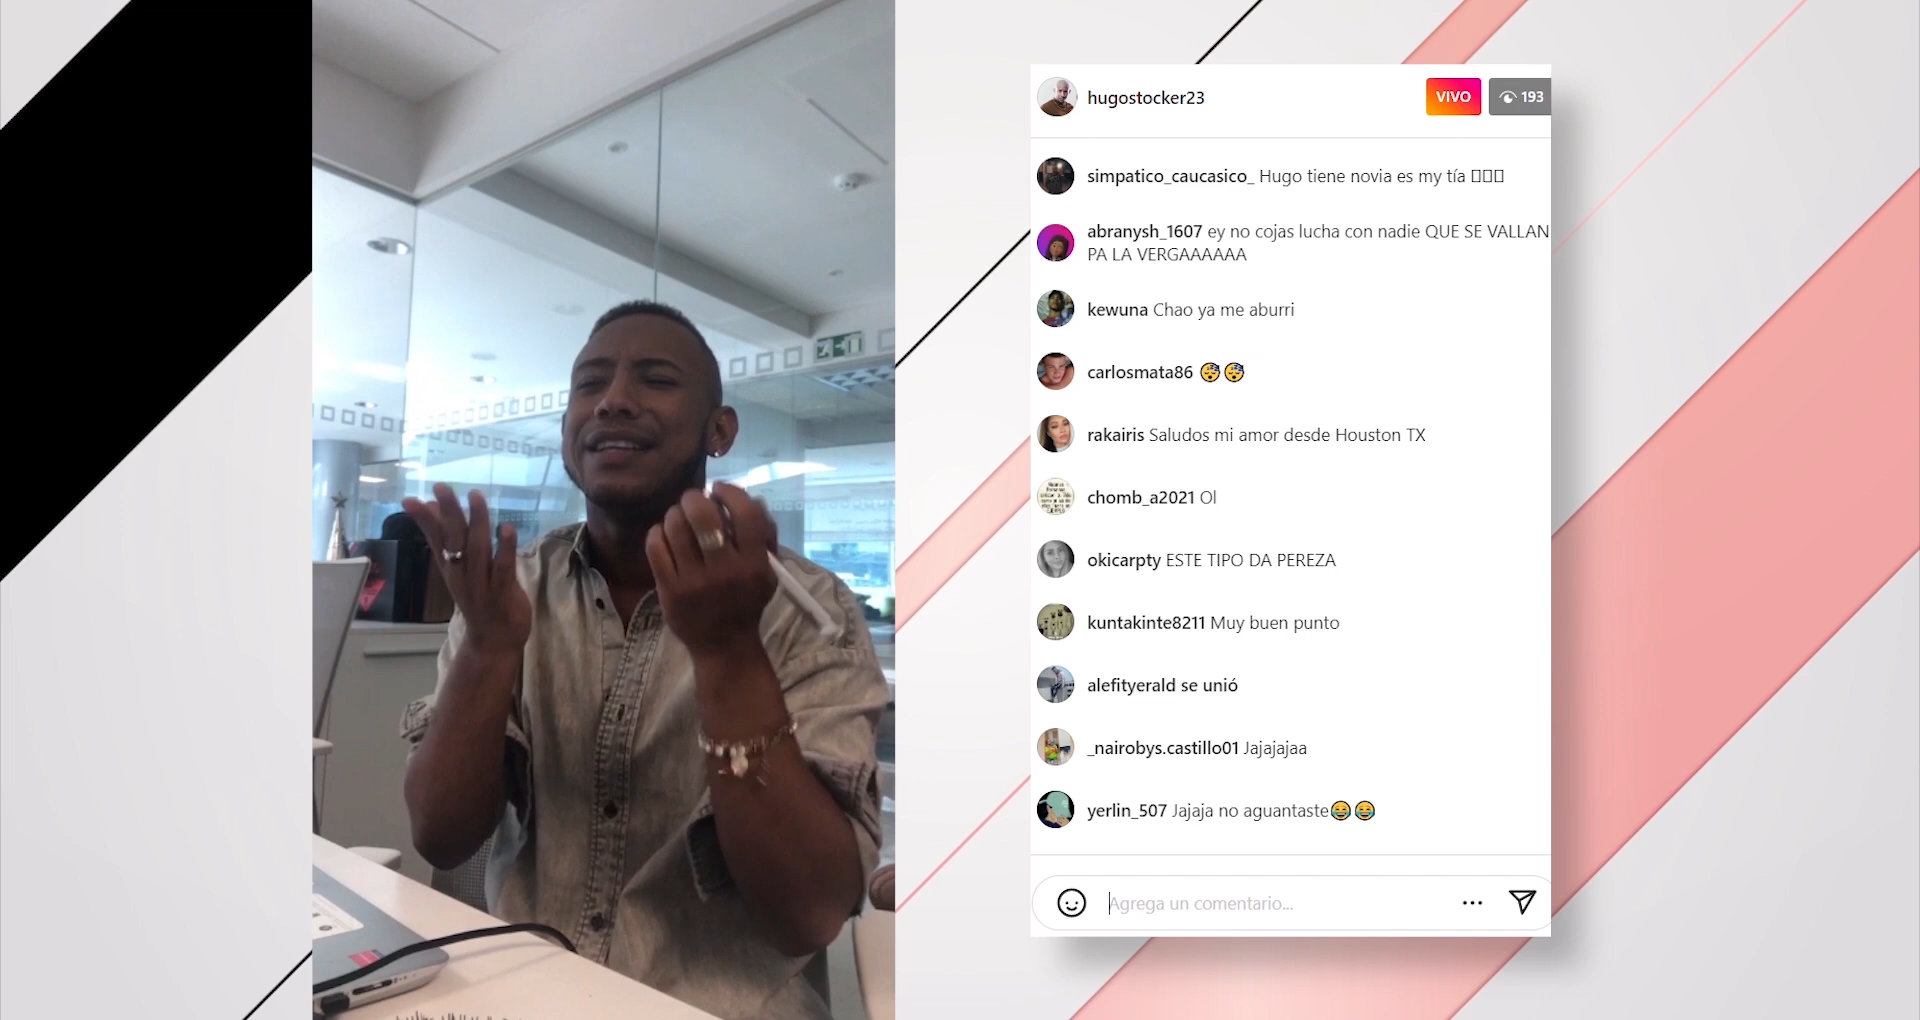 hugostocker23
VIVO
193
simpatico_caucasico_ Hugo tiene novia es my tía
abranysh_1607 ey no cojas lucha con nadie QUE SE VALLAN
PA LA VERGAAAAAA
kewuna Chao ya me aburri
carlosmata86 😴😴
rakairis Saludos mi amor desde Houston TX
chomb_a2021 Ol
okicarpty ESTE TIPO DA PEREZA
kuntakinte8211 Muy buen punto
alefityerald se unió
_nairobys.castillo01 Jajajajaa
yerlin_507 Jajaja no aguantaste😂😂
Agrega un comentario...